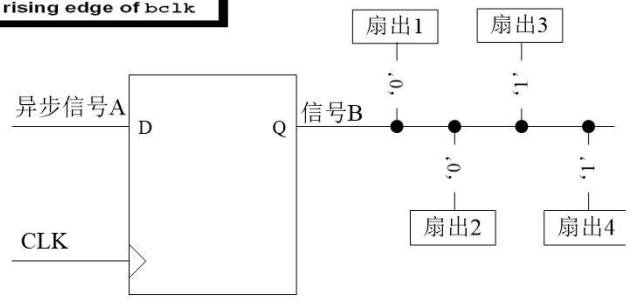 rising edge of bclk
扇出1
扇出3
异步信号A
信号B
'0'
'1'
D
Q
'0'
'1'
CLK
扇出2
扇出4